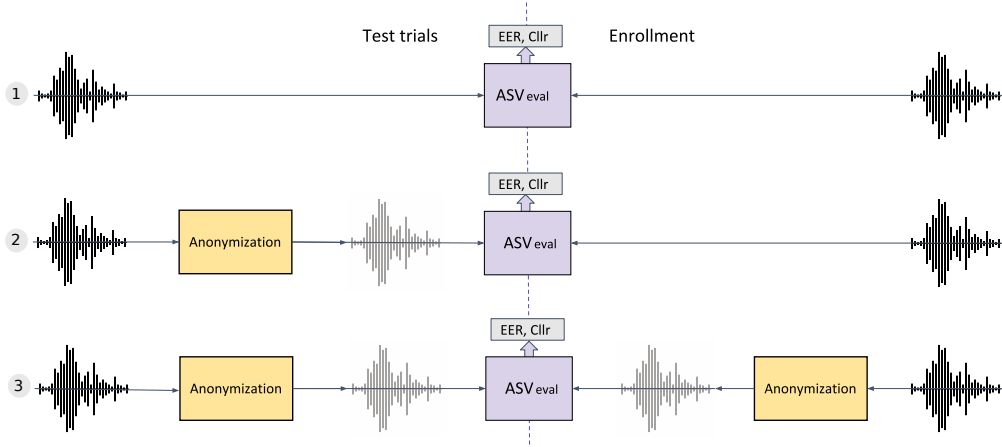 Test trials
Enrollment
EER, Cllr
1
ASV eval
EER, Cllr
2
Anonymization
ASV eval
EER, Cllr
3
Anonymization
ASV eval
Anonymization